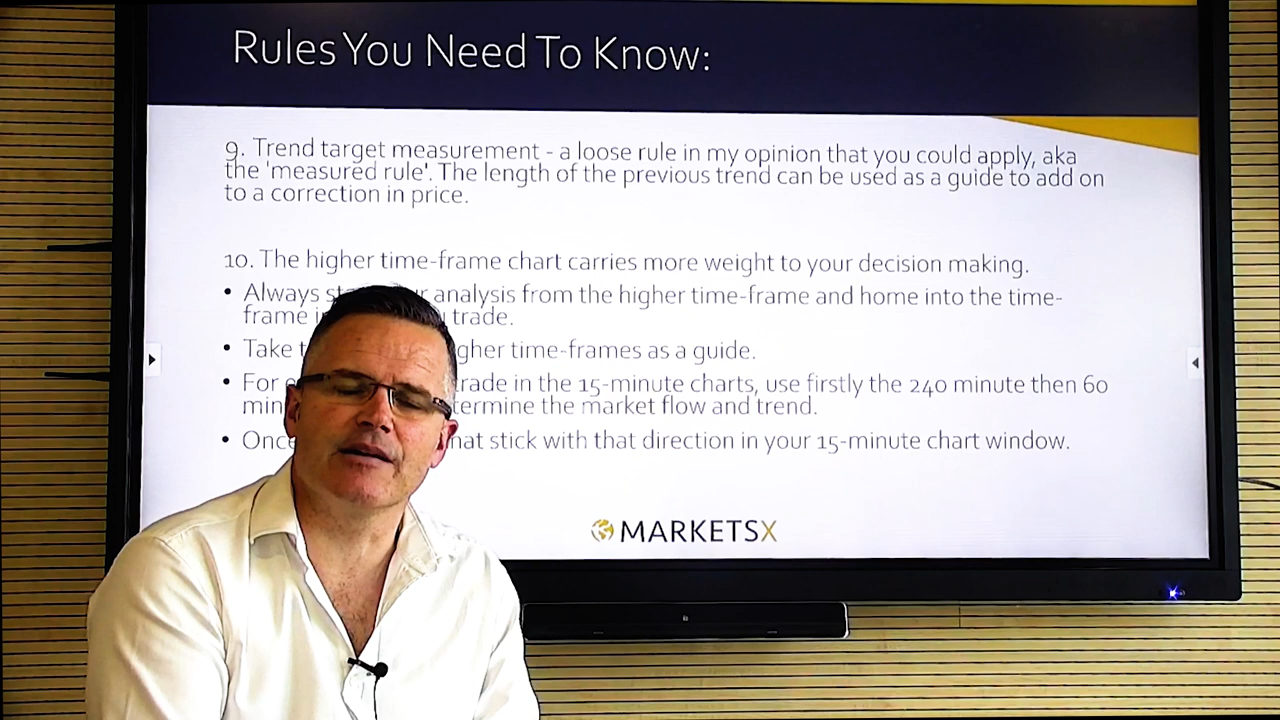 Rules You Need To Know:
9. Trend target measurement - a loose rule in my opinion that you could apply, aka
the 'measured rule'. The length of the previous trend can be used as a guide to add on
to a correction in price.
10. The higher time-frame chart carries more weight to your decision making.
• Always analysis from the higher time-frame and home into the time-
frame trade.
• Take time-frames as a guide.
• For trade in the 15-minute charts, use firstly the 240 minute then 60
the market flow and trend.
• Once stick with that direction in your 15-minute chart window.
MARKETSX